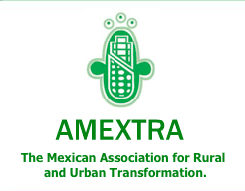 AMEXTRA
The Mexican Association for Rural
and Urban Transformation.